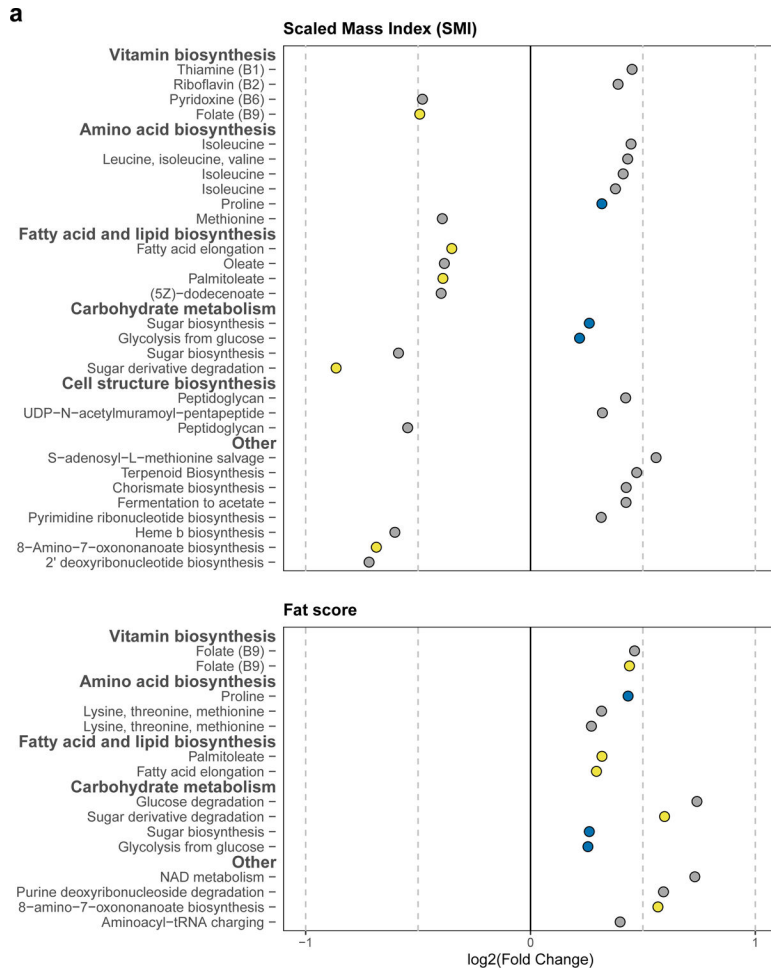 a
Scaled Mass Index (SMI)
Vitamin biosynthesis
Thiamine (B1)
Riboflavin (B2)
Pyridoxine (B6)
Folate (B9)
Amino acid biosynthesis
Isoleucine
Leucine, isoleucine, valine
Isoleucine
Isoleucine
Proline
Methionine
Fatty acid and lipid biosynthesis
Fatty acid elongation
Oleate
Palmitoleate
(5Z)−dodecenoate
Carbohydrate metabolism
Sugar biosynthesis
Glycolysis from glucose
Sugar biosynthesis
Sugar derivative degradation
Cell structure biosynthesis
Peptidoglycan
UDP−N−acetylmuramoyl−pentapeptide
Peptidoglycan
Other
S−adenosyl−L−methionine salvage
Terpenoid Biosynthesis
Chorismate biosynthesis
Fermentation to acetate
Pyrimidine ribonucleotide biosynthesis
Heme b biosynthesis
8−Amino−7−oxononanoate biosynthesis
2' deoxyribonucleotide biosynthesis
Fat score
Vitamin biosynthesis
Folate (B9)
Folate (B9)
Amino acid biosynthesis
Proline
Lysine, threonine, methionine
Lysine, threonine, methionine
Fatty acid and lipid biosynthesis
Palmitoleate
Fatty acid elongation
Carbohydrate metabolism
Glucose degradation
Sugar derivative degradation
Sugar biosynthesis
Glycolysis from glucose
Other
NAD metabolism
Purine deoxyribonucleoside degradation
8−amino−7−oxononanoate biosynthesis
Aminoacyl−tRNA charging
−1 0 1
log2(Fold Change)